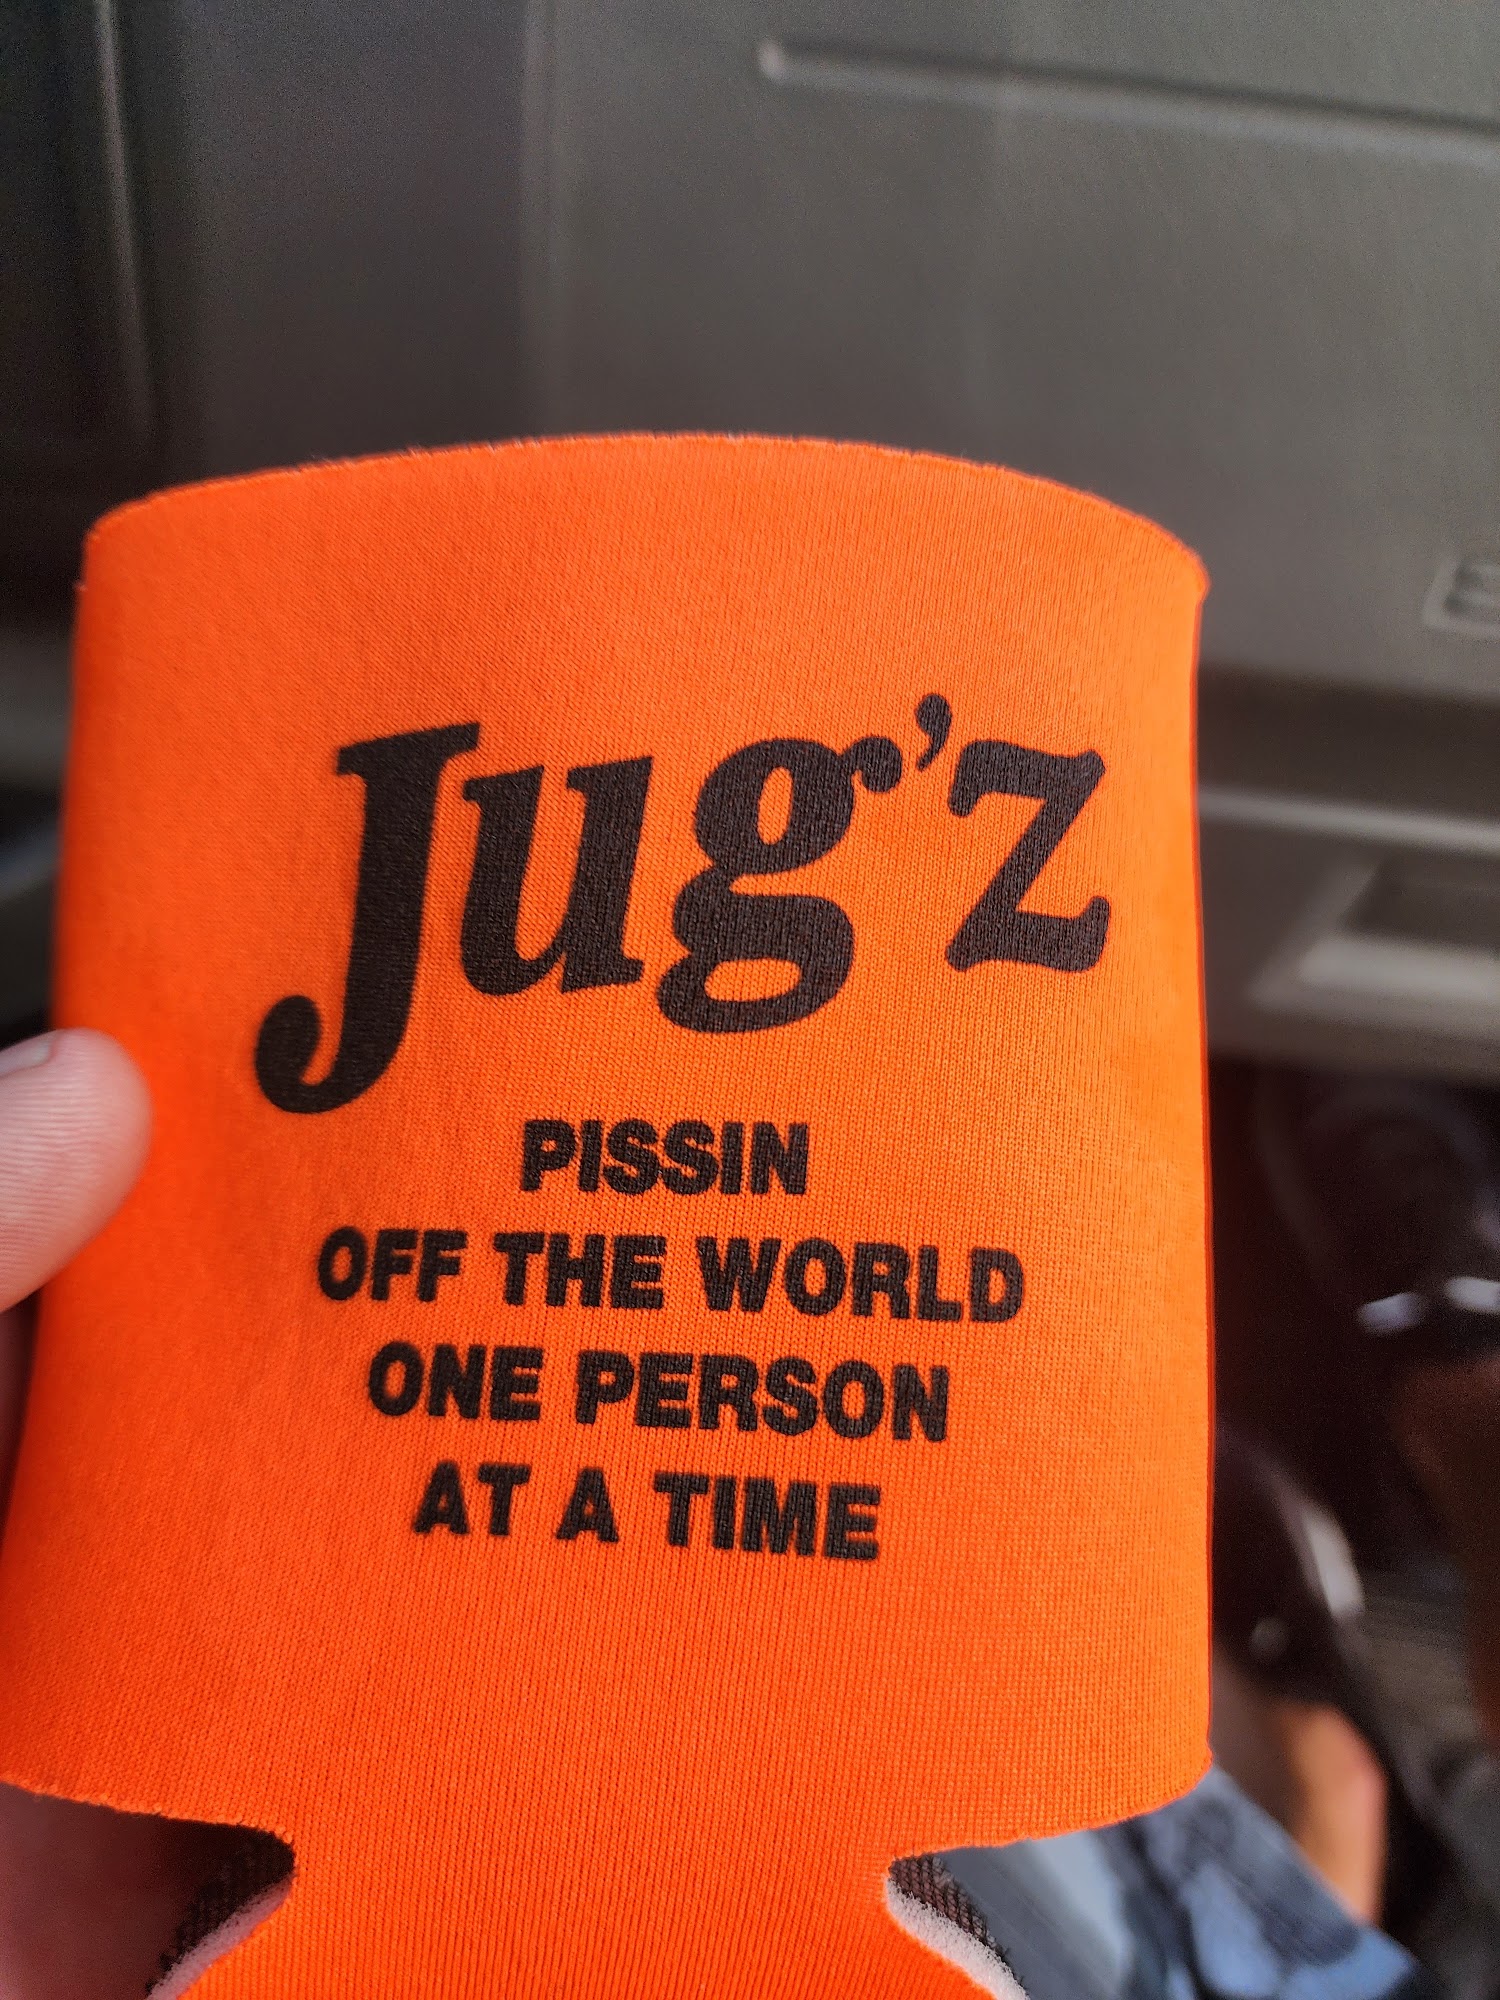 Jug'z
PISSIN
OFF THE WORLD
ONE PERSON
AT A TIME